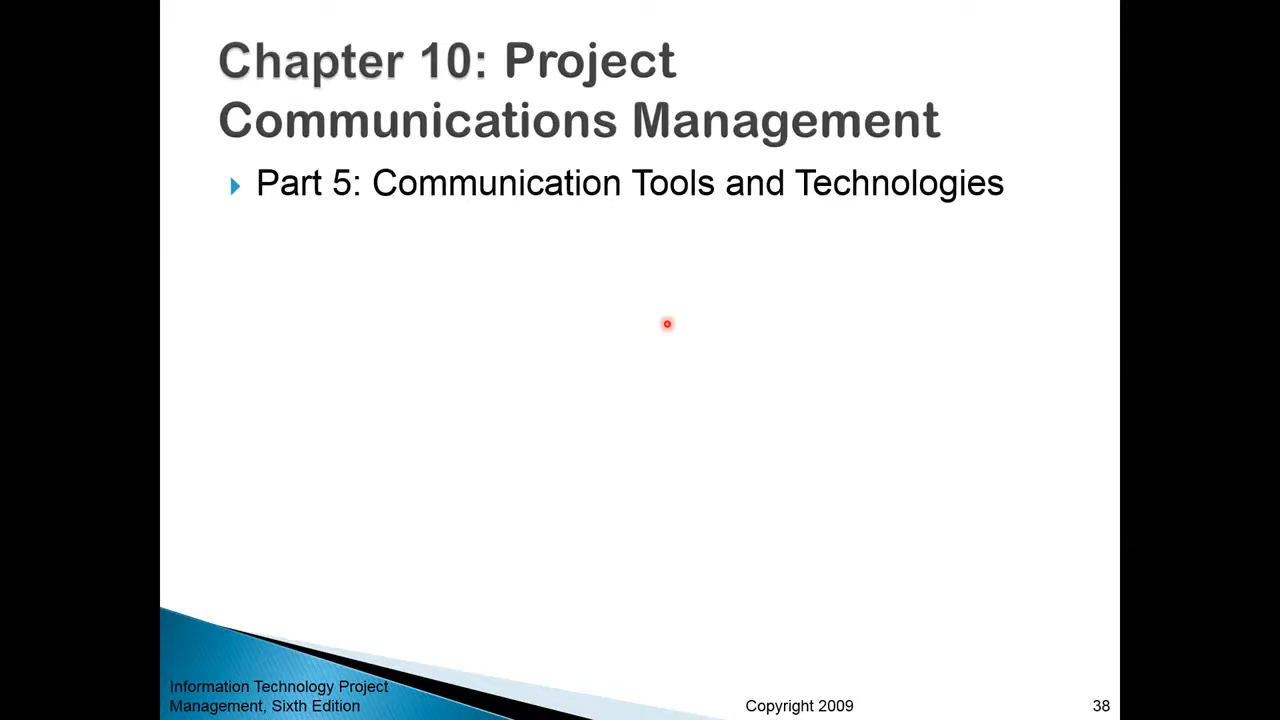 Chapter 10: Project
Communications Management
Part 5: Communication Tools and Technologies
Information Technology Project
Management, Sixth Edition
Copyright 2009
38